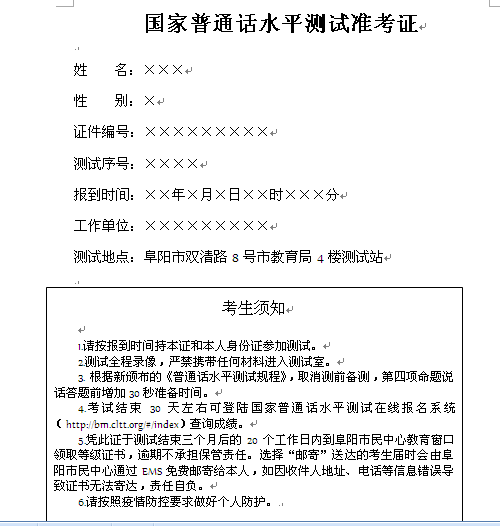 国家普通话水平测试准考证
姓　　名：×××
性　　别：×
证件编号：×××××××××
测试序号：××××
报到时间：××年×月×日××时×××分
工作单位：×××××××××
测试地点：阜阳市双清路 8 号市教育局 4 楼测试站
考生须知
1.请按报到时间持本证和本人身份证参加测试。
2.测试全程录像，严禁携带任何材料进入测试室。
3. 根据新颁布的《普通话水平测试规程》，取消测前备测，第四项命题说
话答题前增加 30 秒准备时间。
4.考试结束 30 天左右可登陆国家普通话水平测试在线报名系统
（http://bm.cltt.org/#/index）查询成绩。
5.凭此证于测试结束三个月后的 20 个工作日内到阜阳市民中心教育窗口
领取等级证书，逾期不承担保管责任。选择“邮寄”送达的考生届时会由阜
阳市民中心通过 EMS 免费邮寄给本人，如因收件人地址、电话等信息错误导
致证书无法寄达，责任自负。
6.请按照疫情防控要求做好个人防护。